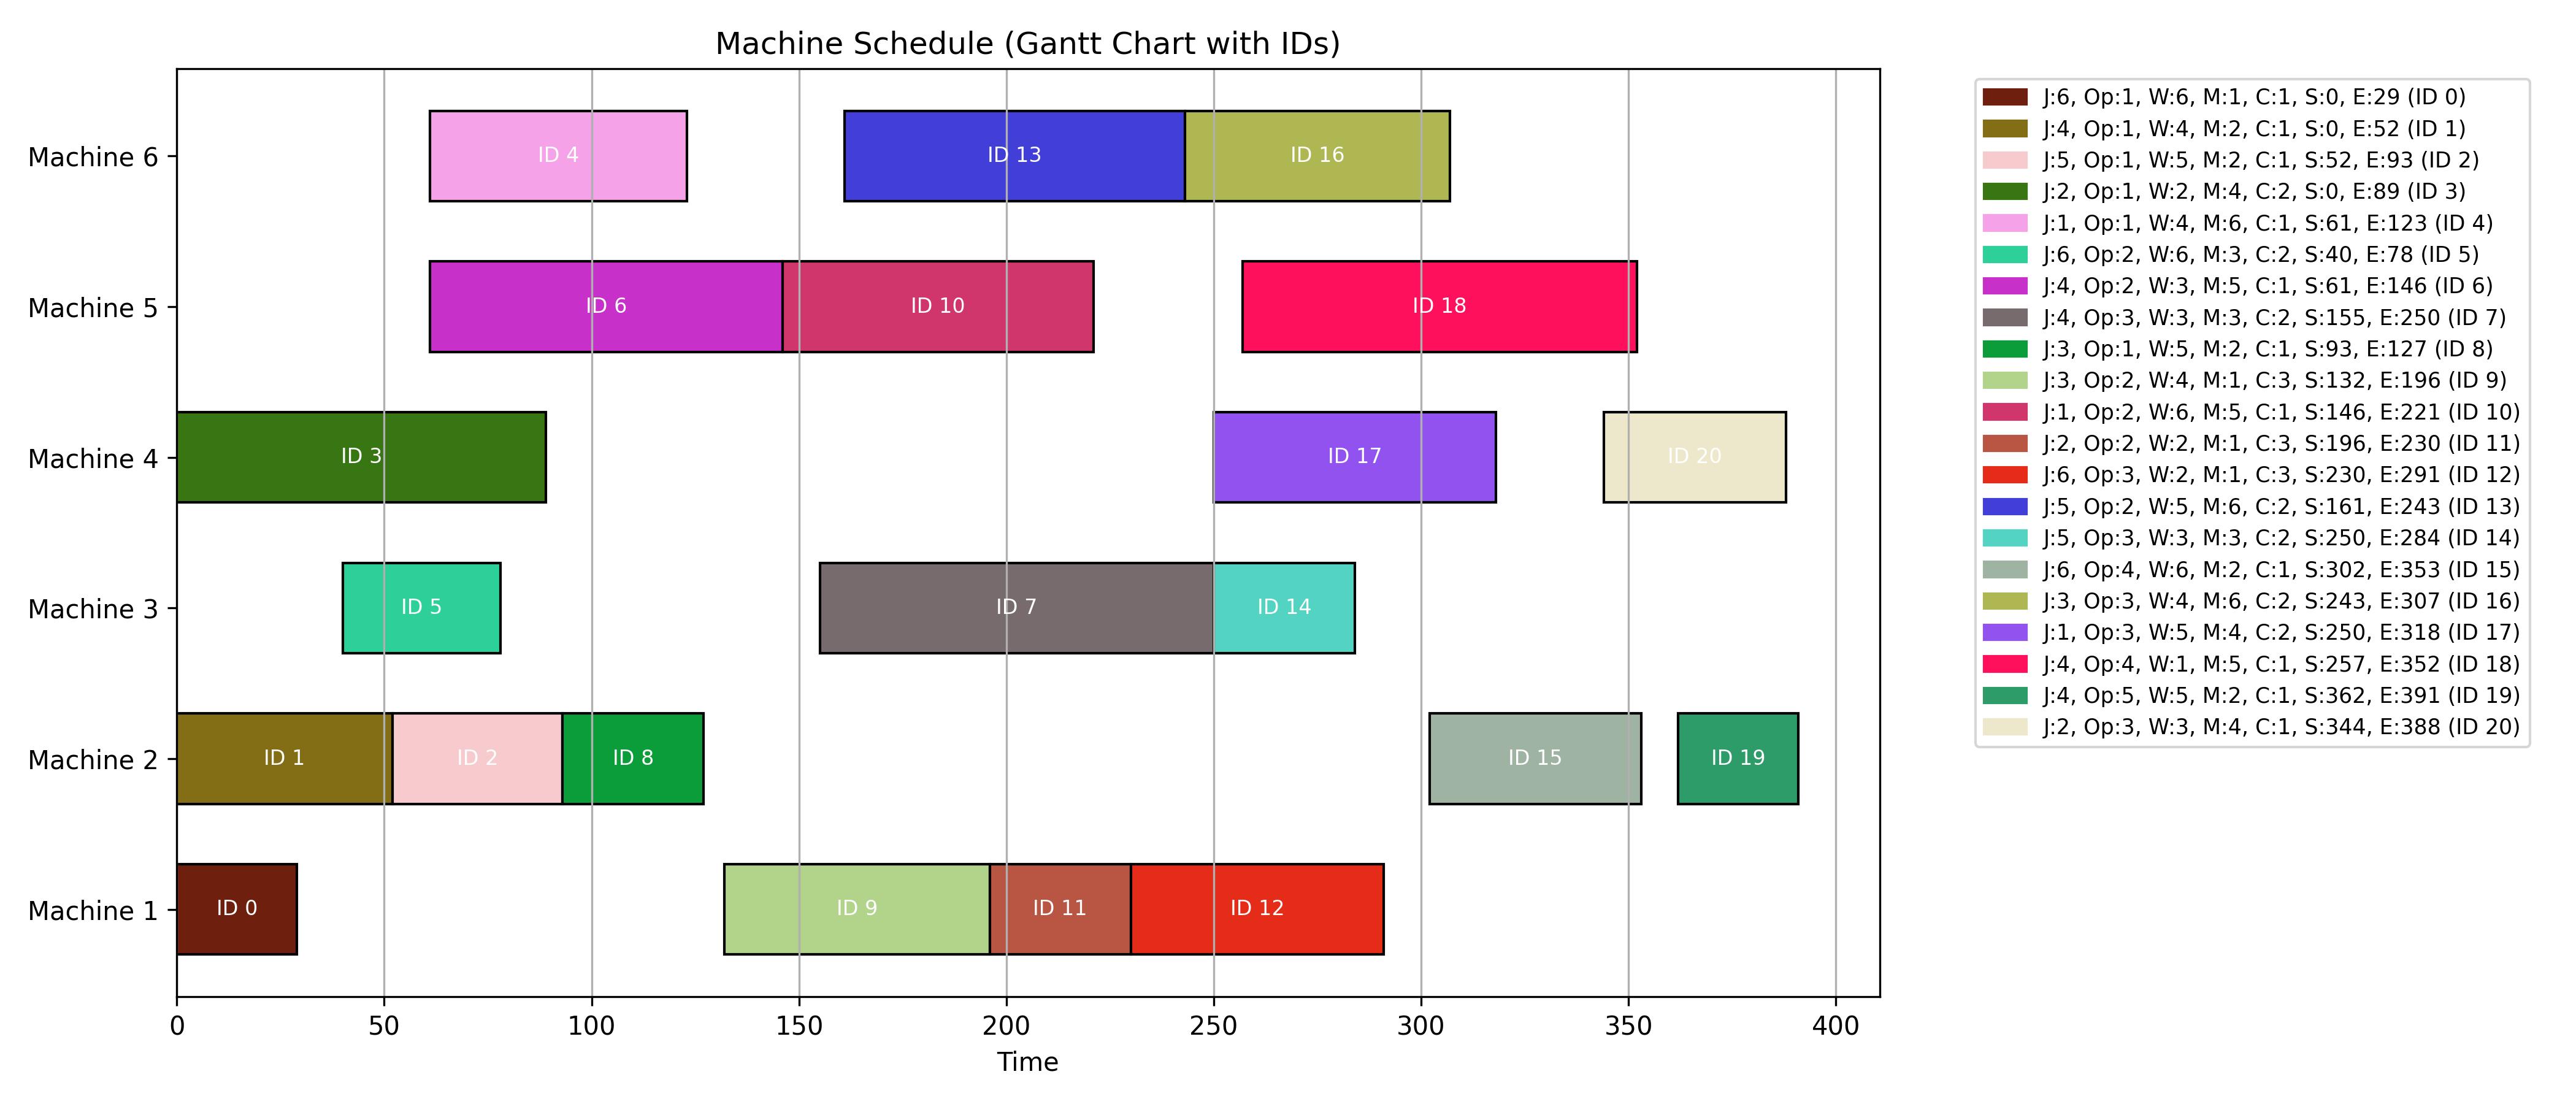 Machine Schedule (Gantt Chart with IDs)
Machine 6
ID 4
ID 13
ID 16
Machine 5
ID 6
ID 10
ID 18
Machine 4
ID 3
ID 17
ID 20
Machine 3
ID 5
ID 7
ID 14
Machine 2
ID 1
ID 2
ID 8
ID 15
ID 19
Machine 1
ID 0
ID 9
ID 11
ID 12
0 50 100 150 200 250 300 350 400
Time
J:6, Op:1, W:6, M:1, C:1, S:0, E:29 (ID 0)
J:4, Op:1, W:4, M:2, C:1, S:0, E:52 (ID 1)
J:5, Op:1, W:5, M:2, C:1, S:52, E:93 (ID 2)
J:2, Op:1, W:2, M:4, C:2, S:0, E:89 (ID 3)
J:1, Op:1, W:4, M:6, C:1, S:61, E:123 (ID 4)
J:6, Op:2, W:6, M:3, C:2, S:40, E:78 (ID 5)
J:4, Op:2, W:3, M:5, C:1, S:61, E:146 (ID 6)
J:4, Op:3, W:3, M:3, C:2, S:155, E:250 (ID 7)
J:3, Op:1, W:5, M:2, C:1, S:93, E:127 (ID 8)
J:3, Op:2, W:4, M:1, C:3, S:132, E:196 (ID 9)
J:1, Op:2, W:6, M:5, C:1, S:146, E:221 (ID 10)
J:2, Op:2, W:2, M:1, C:3, S:196, E:230 (ID 11)
J:6, Op:3, W:2, M:1, C:3, S:230, E:291 (ID 12)
J:5, Op:2, W:5, M:6, C:2, S:161, E:243 (ID 13)
J:5, Op:3, W:3, M:3, C:2, S:250, E:284 (ID 14)
J:6, Op:4, W:6, M:2, C:1, S:302, E:353 (ID 15)
J:3, Op:3, W:4, M:6, C:2, S:243, E:307 (ID 16)
J:1, Op:3, W:5, M:4, C:2, S:250, E:318 (ID 17)
J:4, Op:4, W:1, M:5, C:1, S:257, E:352 (ID 18)
J:4, Op:5, W:5, M:2, C:1, S:362, E:391 (ID 19)
J:2, Op:3, W:3, M:4, C:1, S:344, E:388 (ID 20)